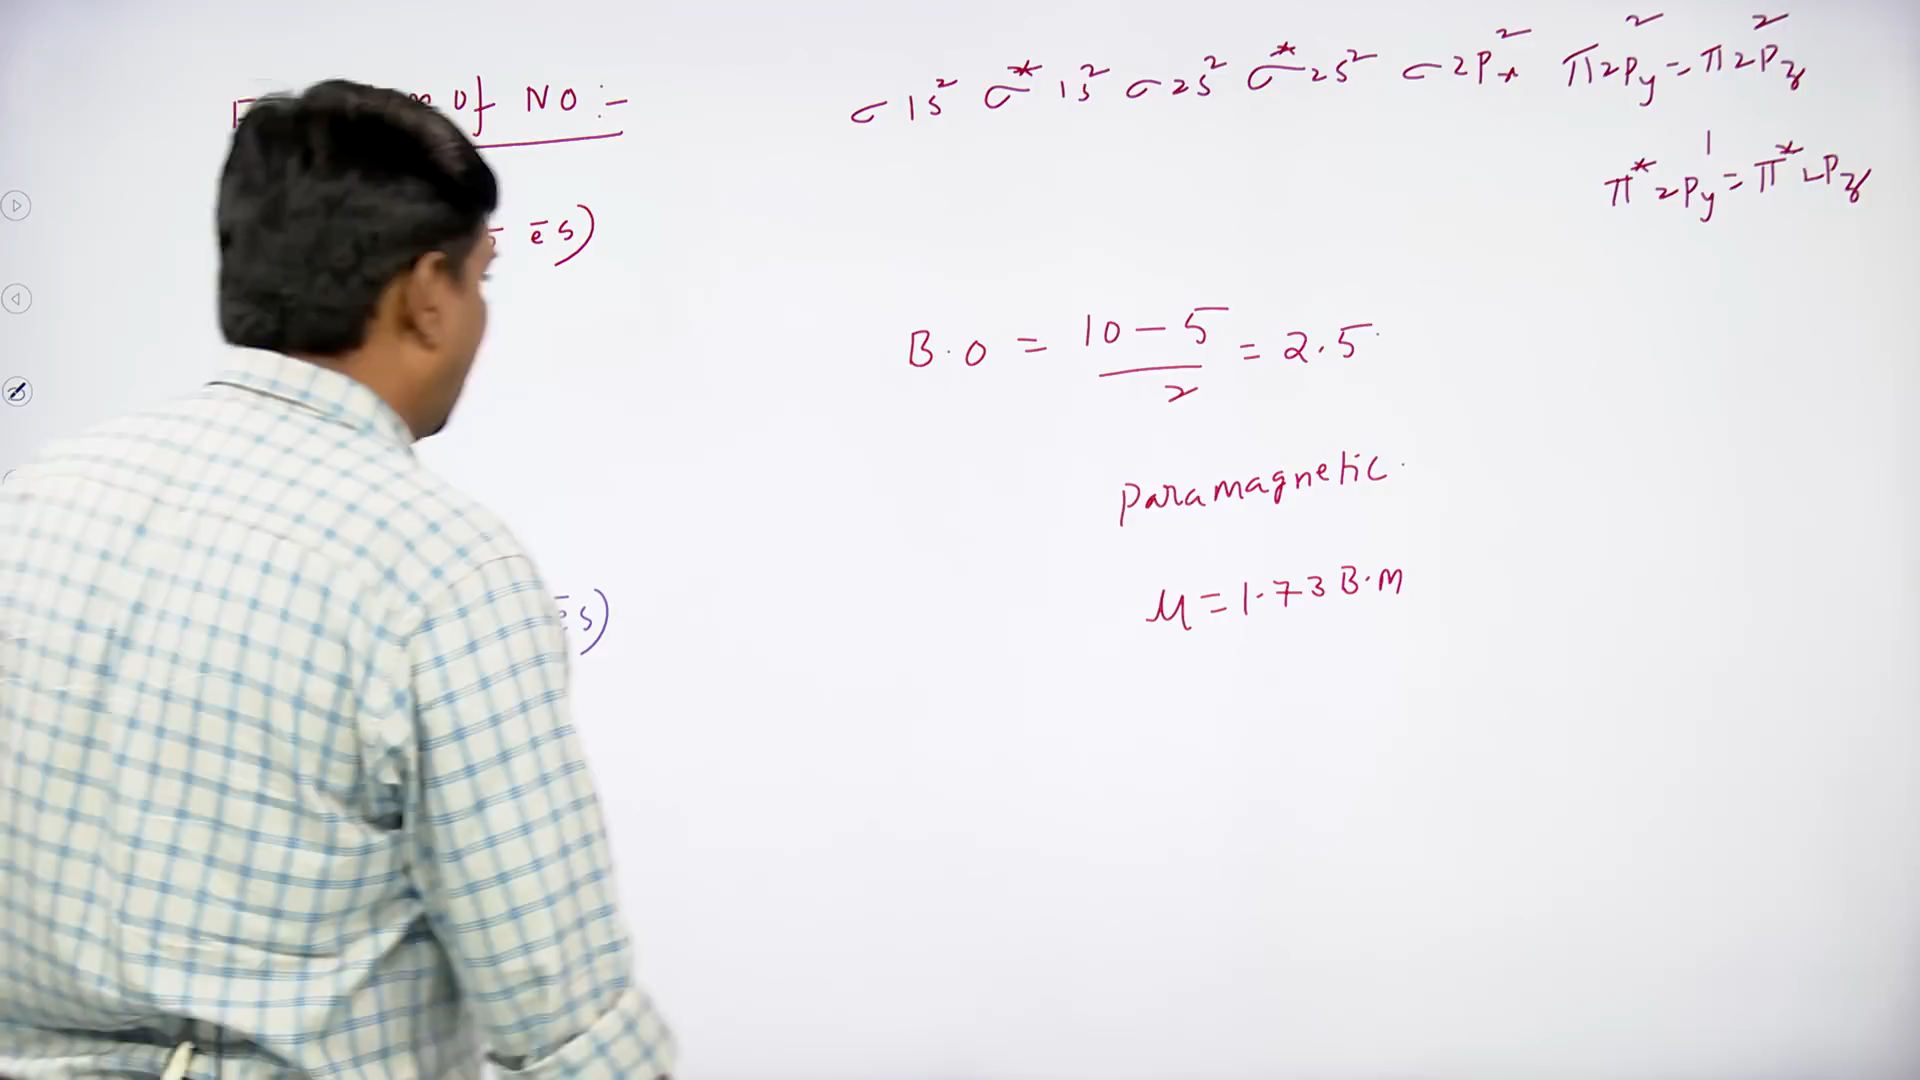 of NO :-
ēs)
σ1s² σ*1s² σ2s² σ*2s² σ2Px² π2Py² = π2Pz²
π*2Py¹ = π*2Pz
B.O = 10 - 5 / 2 = 2.5
paramagnetic.
μ = 1.73 B.M
ēs)